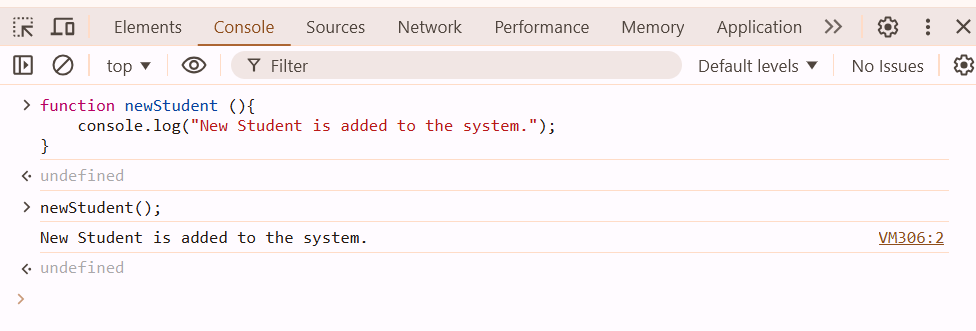 Elements Console Sources Network Performance Memory Application
top Filter Default levels No Issues
function newStudent (){
    console.log("New Student is added to the system.");
}
undefined
newStudent();
New Student is added to the system. VM306:2
undefined